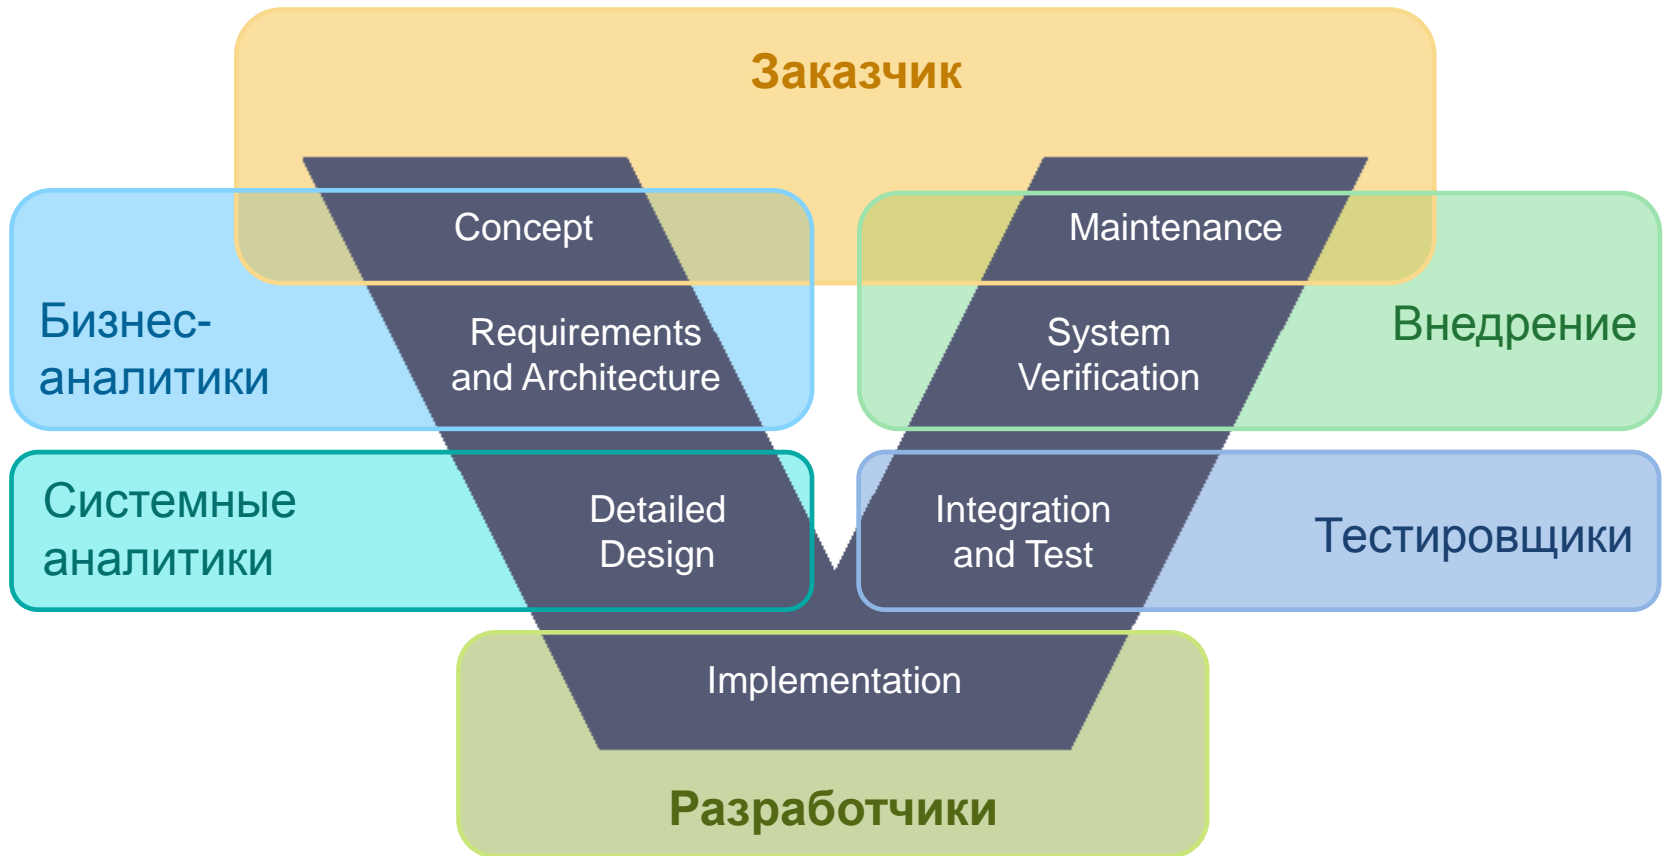 Заказчик
Concept
Maintenance
Бизнес-
аналитики
Requirements
and Architecture
System
Verification
Внедрение
Системные
аналитики
Detailed
Design
Integration
and Test
Тестировщики
Implementation
Разработчики